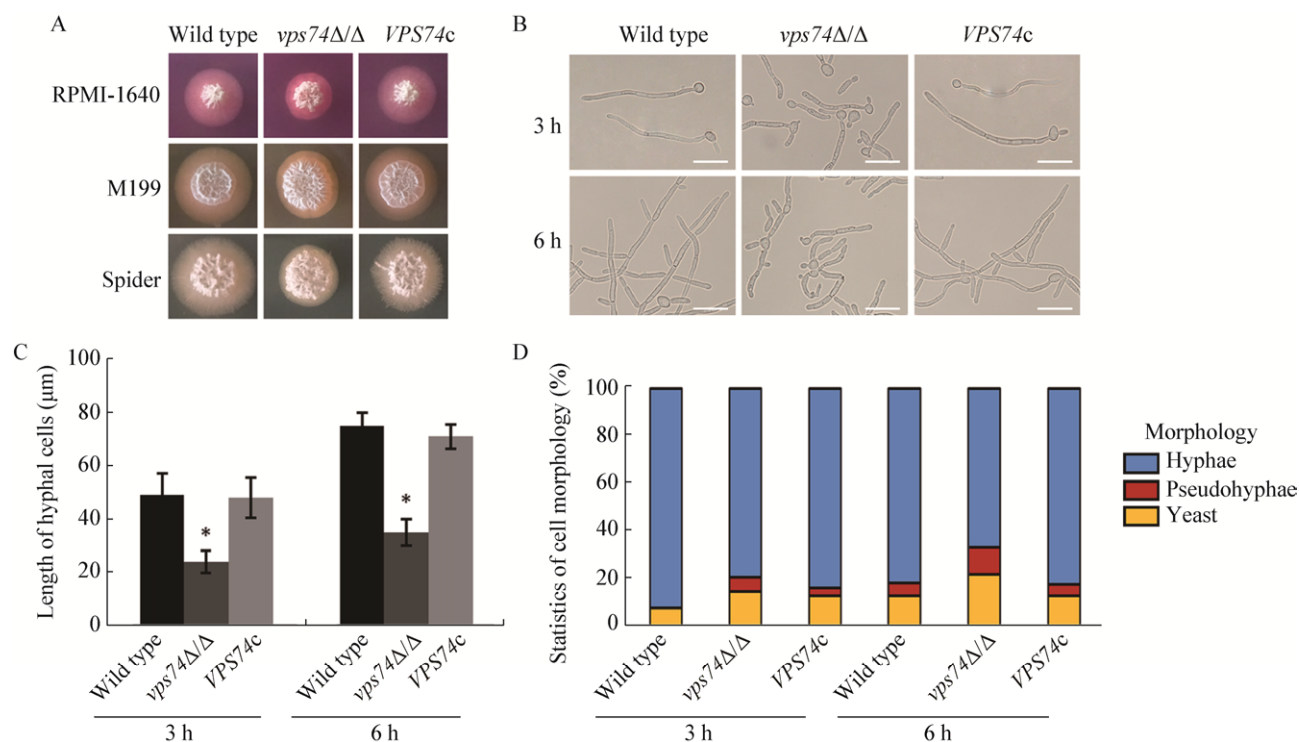 A
Wild type vps74Δ/Δ VPS74c
RPMI-1640
M199
Spider
B
Wild type vps74Δ/Δ VPS74c
3 h
6 h
C
Length of hyphal cells (μm)
100
80
60
40
20
0
*
*
Wild type
vps74Δ/Δ
VPS74c
Wild type
vps74Δ/Δ
VPS74c
3 h
6 h
D
Statistics of cell morphology (%)
100
80
60
40
20
0
Wild type
vps74Δ/Δ
VPS74c
Wild type
vps74Δ/Δ
VPS74c
3 h
6 h
Morphology
Hyphae
Pseudohyphae
Yeast